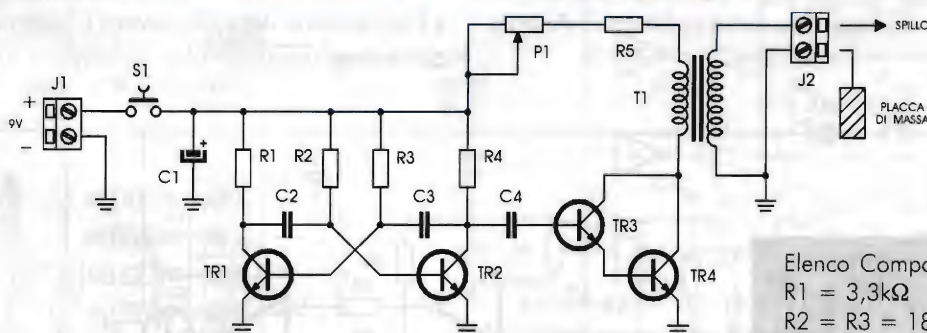 J1
+
9V
−
S1
C1
R1
R2
R3
R4
C2
C3
C4
TR1
TR2
TR3
TR4
P1
R5
T1
J2
SPILLO
PLACCA
DI MASSA
Elenco Compo
R1 = 3,3kΩ
R2 = R3 = 18